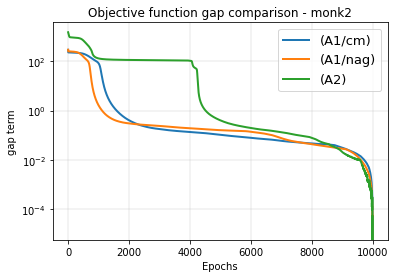 Objective function gap comparison - monk2
(A1/cm)
(A1/nag)
(A2)
gap term
10²
10⁰
10⁻²
10⁻⁴
0 2000 4000 6000 8000 10000
Epochs